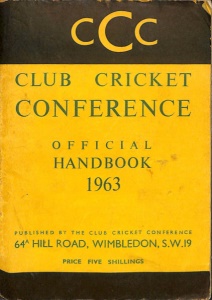 CCC
CLUB CRICKET
CONFERENCE
OFFICIAL
HANDBOOK
1963
PUBLISHED BY THE CLUB CRICKET CONFERENCE
64A HILL ROAD, WIMBLEDON, S.W.19
PRICE FIVE SHILLINGS